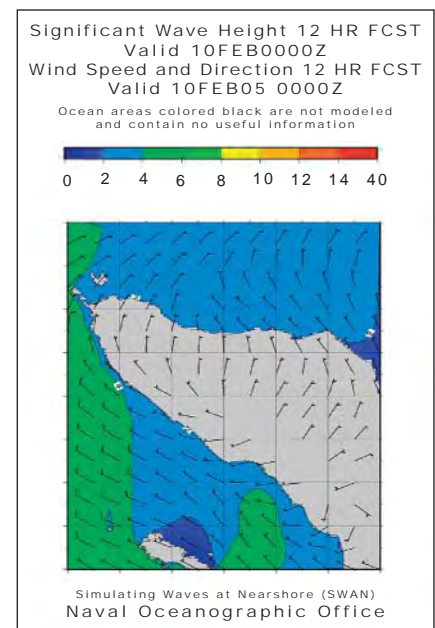 Significant Wave Height 12 HR FCST
Valid 10FEB0000Z
Wind Speed and Direction 12 HR FCST
Valid 10FEB05 0000Z
Ocean areas colored black are not modeled
and contain no useful information
0 2 4 6 8 10 12 14 40
Simulating Waves at Nearshore (SWAN)
Naval Oceanographic Office